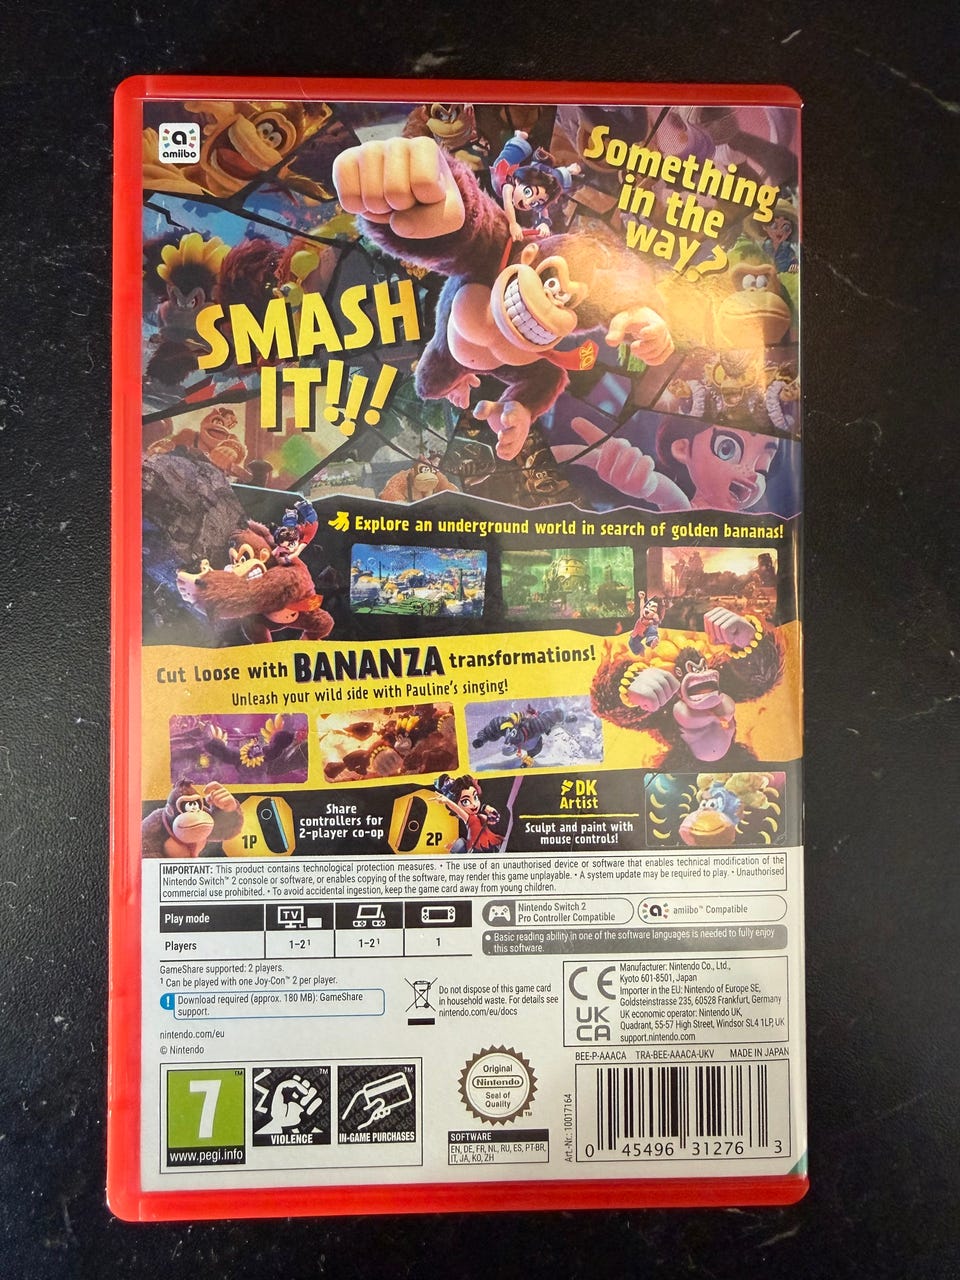 amiibo
Something
in the
way?
SMASH
IT!!!
DK
Explore an underground world in search of golden bananas!
Cut loose with BANANZA transformations!
Unleash your wild side with Pauline's singing!
1P
Share
controllers for
2-player co-op
2P
DK
Artist
Sculpt and paint with
mouse controls!
IMPORTANT: This product contains technological protection measures. • The use of an unauthorised device or software that enables technical modification of the
Nintendo Switch™ 2 console or software, or enables copying of the software, may render this game unplayable. • A system update may be required to play. • Unauthorised
commercial use prohibited. • To avoid accidental ingestion, keep the game card away from young children.
Play mode
TV
Players
1-2¹
1-2¹
1
Nintendo Switch 2
Pro Controller Compatible
amiibo™ Compatible
• Basic reading ability in one of the software languages is needed to fully enjoy
this software.
GameShare supported: 2 players.
¹ Can be played with one Joy-Con™ 2 per player.
! Download required (approx. 180 MB): GameShare
support.
nintendo.com/eu
© Nintendo
Do not dispose of this game card
in household waste. For details see
nintendo.com/eu/docs
CE
UK
CA
Manufacturer: Nintendo Co., Ltd.,
Kyoto 601-8501, Japan
Importer in the EU: Nintendo of Europe SE,
Goldsteinstrasse 235, 60528 Frankfurt, Germany
UK economic operator: Nintendo UK,
Quadrant, 55-57 High Street, Windsor SL4 1LP, UK
support.nintendo.com
BEE-P-AAACA TRA-BEE-AAACA-UKV MADE IN JAPAN
7™
www.pegi.info
™
VIOLENCE
™
IN-GAME PURCHASES
Original
Nintendo
Seal of
Quality
™
SOFTWARE
EN, DE, FR, NL, RU, ES, PT-BR,
IT, JA, KO, ZH
Art.-Nr.: 10017164
0 45496 31276 3